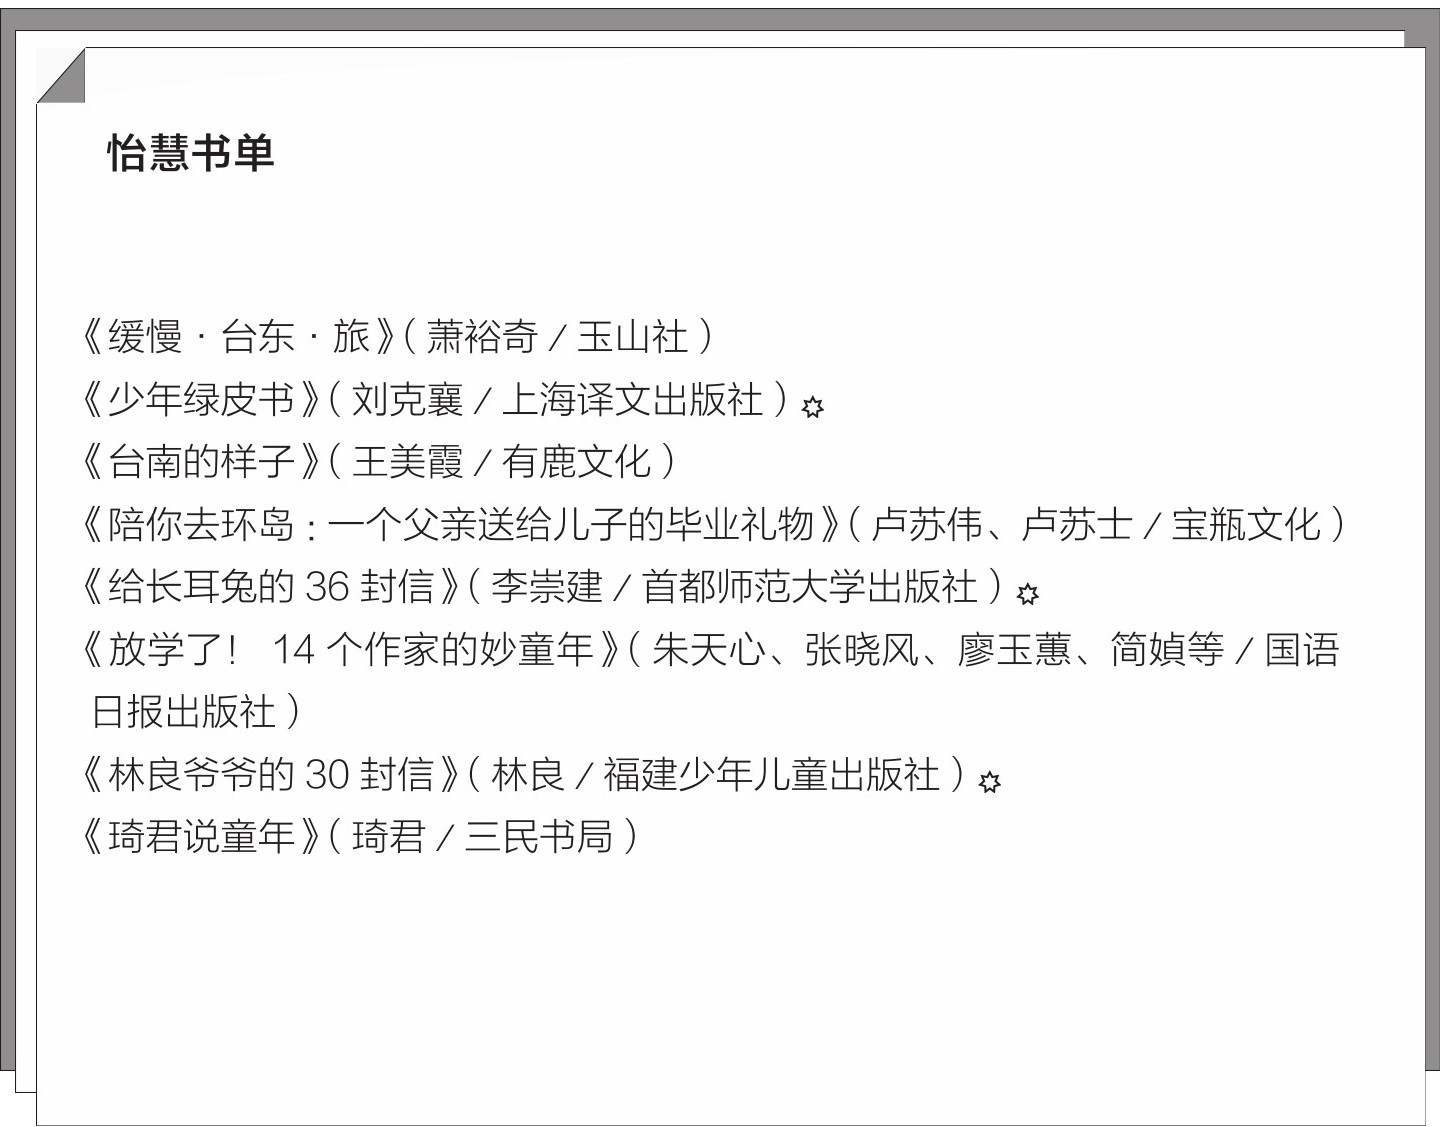 怡慧书单
《缓慢·台东·旅》（萧裕奇 / 玉山社）
《少年绿皮书》（刘克襄 / 上海译文出版社）✡
《台南的样子》（王美霞 / 有鹿文化）
《陪你去环岛：一个父亲送给儿子的毕业礼物》（卢苏伟、卢苏士 / 宝瓶文化）
《给长耳兔的 36 封信》（李崇建 / 首都师范大学出版社）✡
《放学了！ 14 个作家的妙童年》（朱天心、张晓风、廖玉蕙、简媜等 / 国语
日报出版社）
《林良爷爷的 30 封信》（林良 / 福建少年儿童出版社）✡
《琦君说童年》（琦君 / 三民书局）